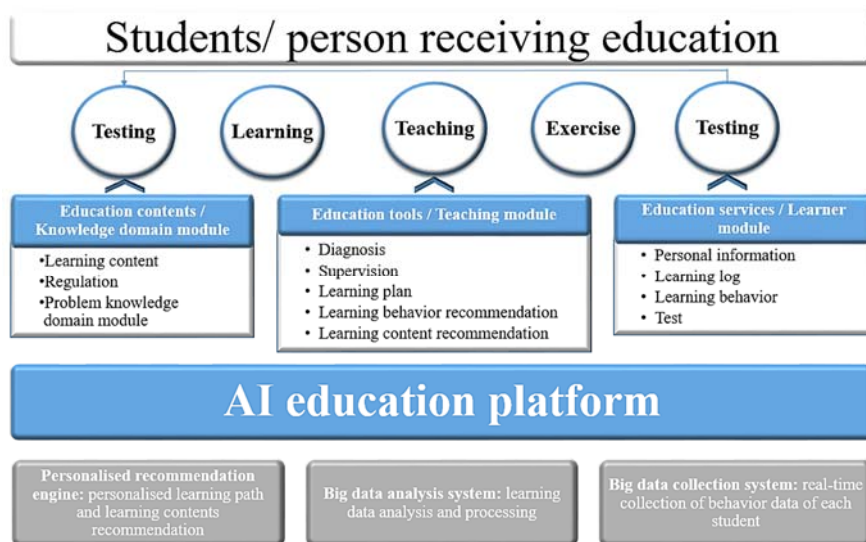 Students/ person receiving education
Testing
Learning
Teaching
Exercise
Testing
Education contents /
Knowledge domain module
•Learning content
•Regulation
•Problem knowledge
domain module
Education tools / Teaching module
• Diagnosis
• Supervision
• Learning plan
• Learning behavior recommendation
• Learning content recommendation
Education services / Learner
module
• Personal information
• Learning log
• Learning behavior
• Test
AI education platform
Personalised recommendation
engine: personalised learning path
and learning contents
recommendation
Big data analysis system: learning
data analysis and processing
Big data collection system: real-time
collection of behavior data of each
student